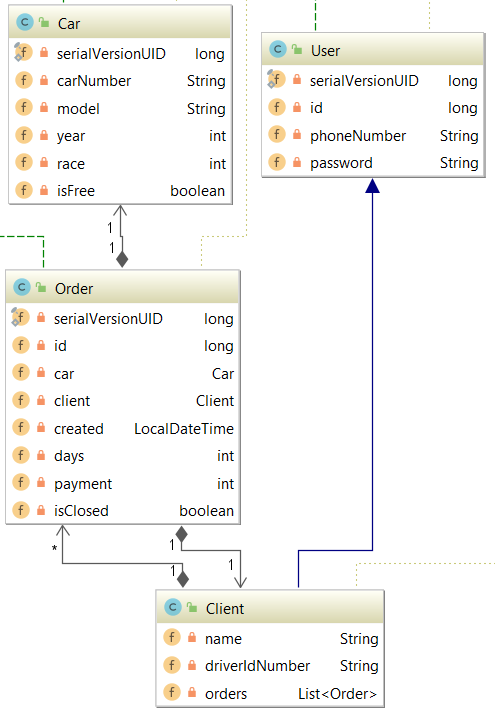 C Car
f serialVersionUID long
f carNumber String
f model String
f year int
f race int
f isFree boolean
C User
f serialVersionUID long
f id long
f phoneNumber String
f password String
1
1
C Order
f serialVersionUID long
f id long
f car Car
f client Client
f created LocalDateTime
f days int
f payment int
f isClosed boolean
1
*
1
1
C Client
f name String
f driverIdNumber String
f orders List<Order>